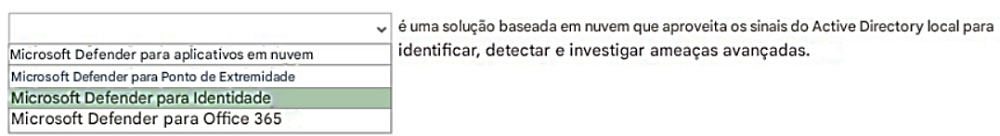 é uma solução baseada em nuvem que aproveita os sinais do Active Directory local para
identificar, detectar e investigar ameaças avançadas.
Microsoft Defender para aplicativos em nuvem
Microsoft Defender para Ponto de Extremidade
Microsoft Defender para Identidade
Microsoft Defender para Office 365